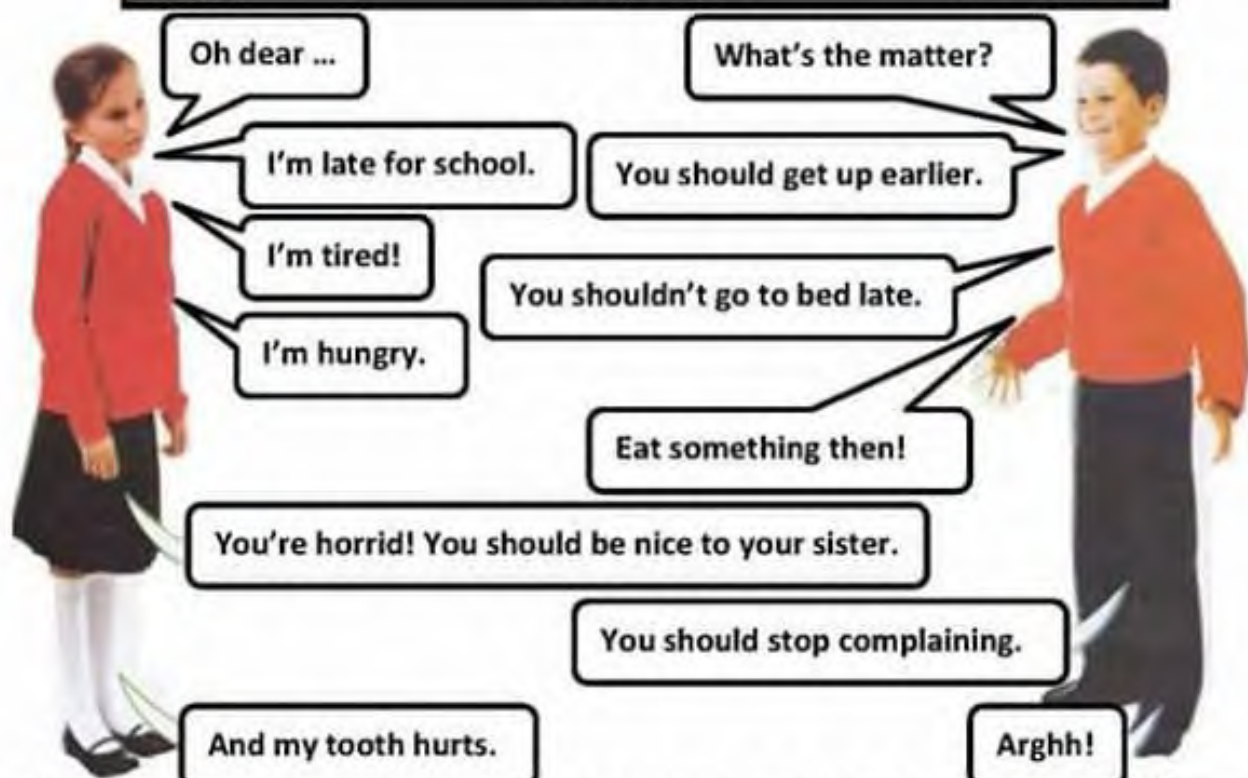 Oh dear ...
What's the matter?
I'm late for school.
You should get up earlier.
I'm tired!
You shouldn't go to bed late.
I'm hungry.
Eat something then!
You're horrid! You should be nice to your sister.
You should stop complaining.
And my tooth hurts.
Arghh!